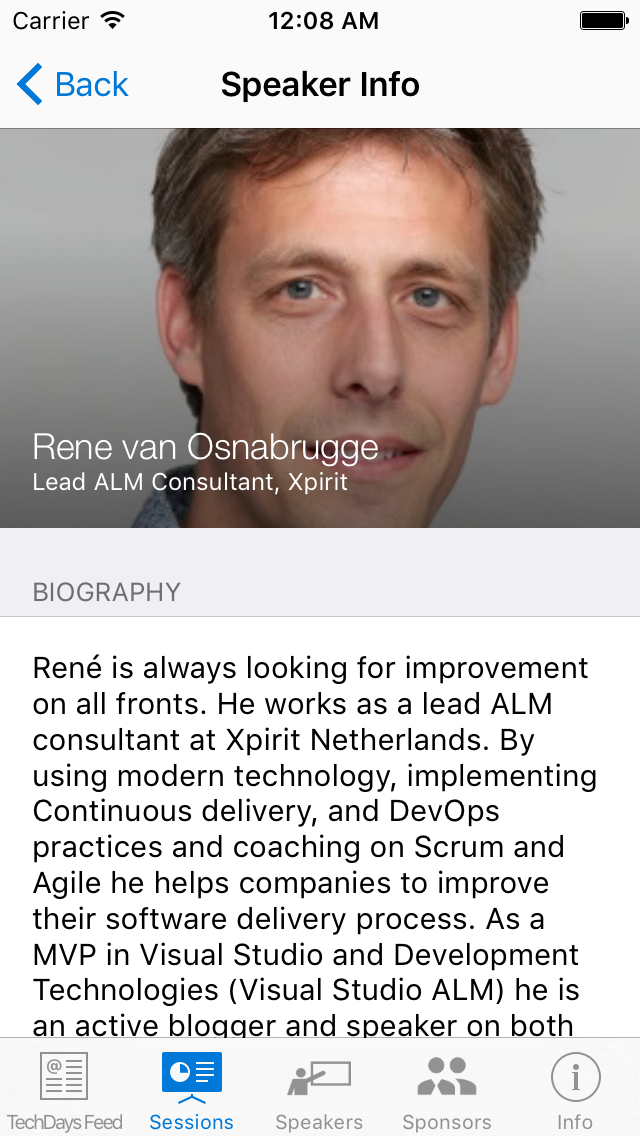 Carrier 12:08 AM
Back Speaker Info
Rene van Osnabrugge
Lead ALM Consultant, Xpirit
BIOGRAPHY
René is always looking for improvement
on all fronts. He works as a lead ALM
consultant at Xpirit Netherlands. By
using modern technology, implementing
Continuous delivery, and DevOps
practices and coaching on Scrum and
Agile he helps companies to improve
their software delivery process. As a
MVP in Visual Studio and Development
Technologies (Visual Studio ALM) he is
an active blogger and speaker on both
TechDays Feed Sessions Speakers Sponsors Info